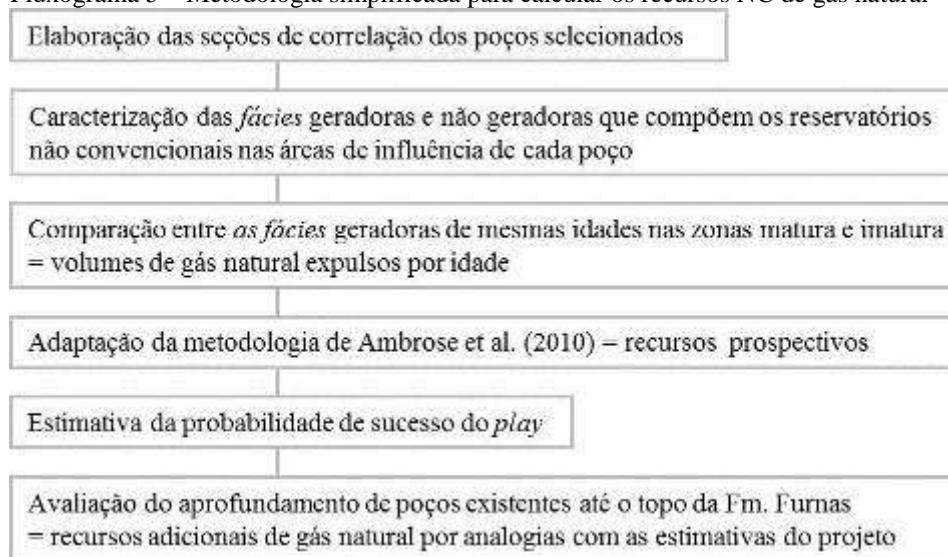 Fluxograma 3 – Metodologia simplificada para calcular os recursos NC de gás natural
Elaboração das seções de correlação dos poços selecionados
Caracterização das fácies geradoras e não geradoras que compõem os reservatórios
não convencionais nas áreas de influência de cada poço
Comparação entre as fácies geradoras de mesmas idades nas zonas matura e imatura
= volumes de gás natural expulsos por idade
Adaptação da metodologia de Ambrose et al. (2010) – recursos prospectivos
Estimativa da probabilidade de sucesso do play
Avaliação do aprofundamento de poços existentes até o topo da Fm. Furnas
= recursos adicionais de gás natural por analogias com as estimativas do projeto